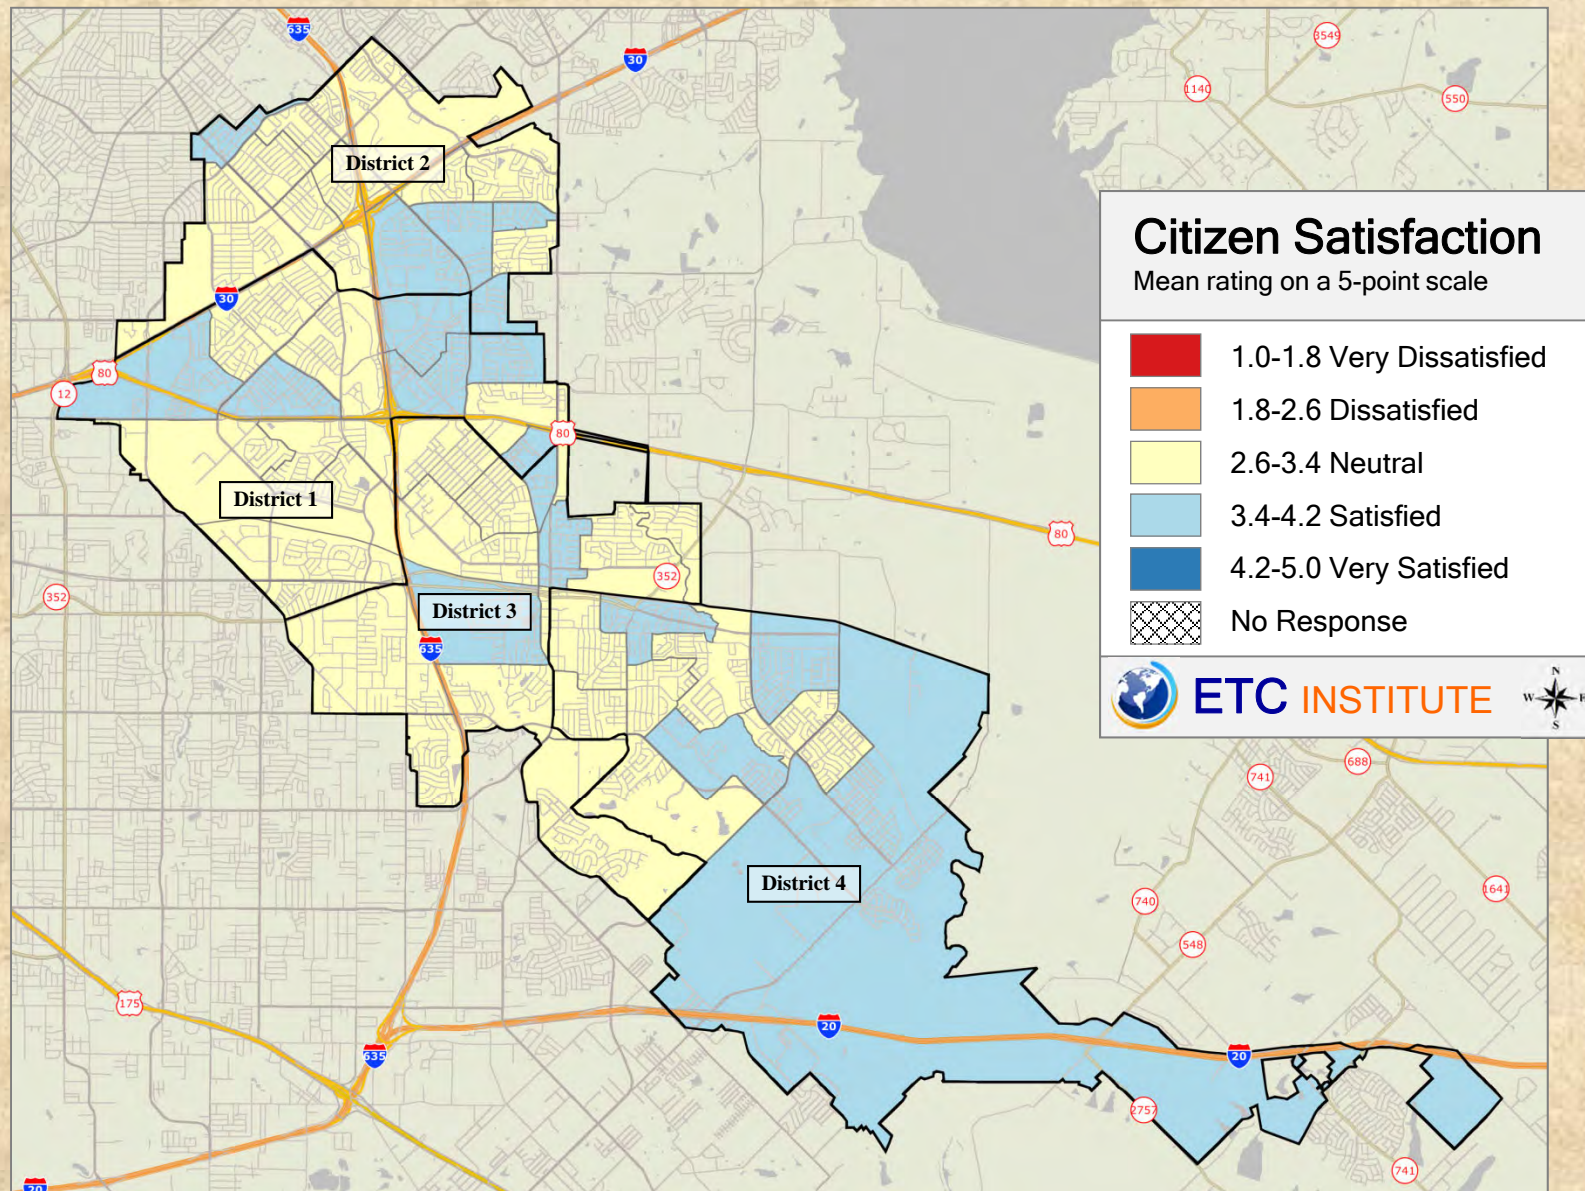 635
30
3549
1140
550
District 2
Citizen Satisfaction
Mean rating on a 5-point scale
30
1.0-1.8 Very Dissatisfied
80
12
1.8-2.6 Dissatisfied
80
2.6-3.4 Neutral
District 1
3.4-4.2 Satisfied
80
352
352
4.2-5.0 Very Satisfied
District 3
No Response
635
ETC INSTITUTE
N
W
E
S
688
741
District 4
1641
740
548
175
20
635
20
2757
741
20